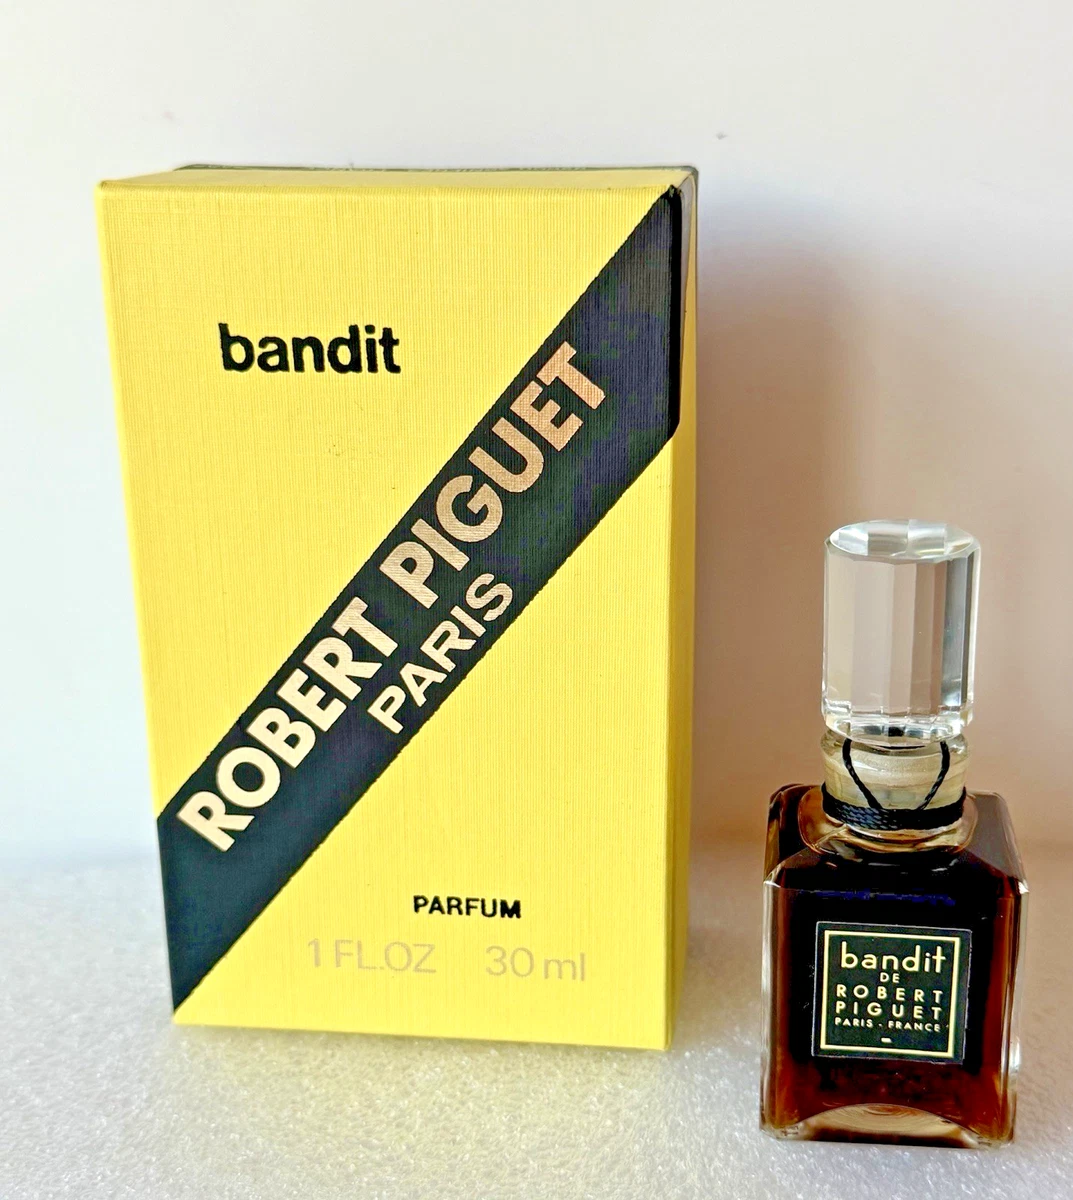 bandit
ROBERT PIGUET
PARIS
PARFUM
1 FL.OZ 30 ml
bandit
DE
ROBERT
PIGUET
PARIS - FRANCE